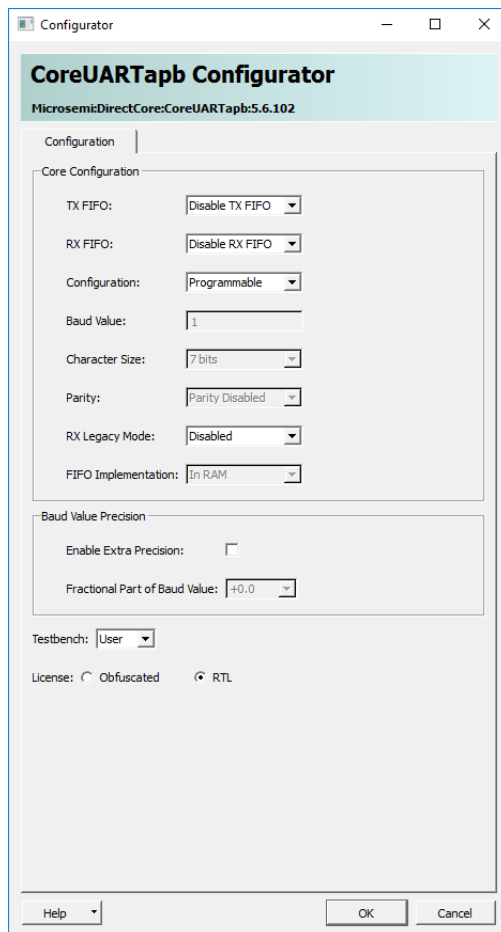 Configurator
CoreUARTapb Configurator
Microsemi:DirectCore:CoreUARTapb:5.6.102
Configuration
Core Configuration
TX FIFO: Disable TX FIFO
RX FIFO: Disable RX FIFO
Configuration: Programmable
Baud Value: 1
Character Size: 7 bits
Parity: Parity Disabled
RX Legacy Mode: Disabled
FIFO Implementation: In RAM
Baud Value Precision
Enable Extra Precision:
Fractional Part of Baud Value: +0.0
Testbench: User
License: Obfuscated RTL
Help OK Cancel